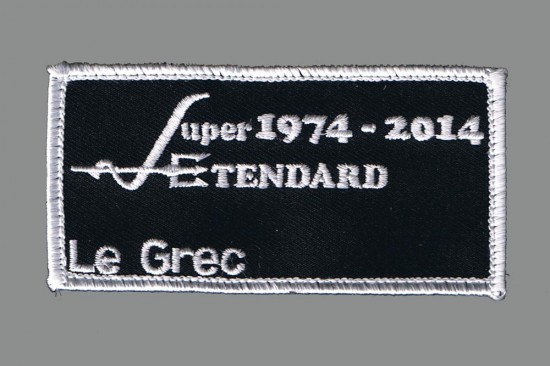 Super 1974 - 2014
ETENDARD
Le Grec